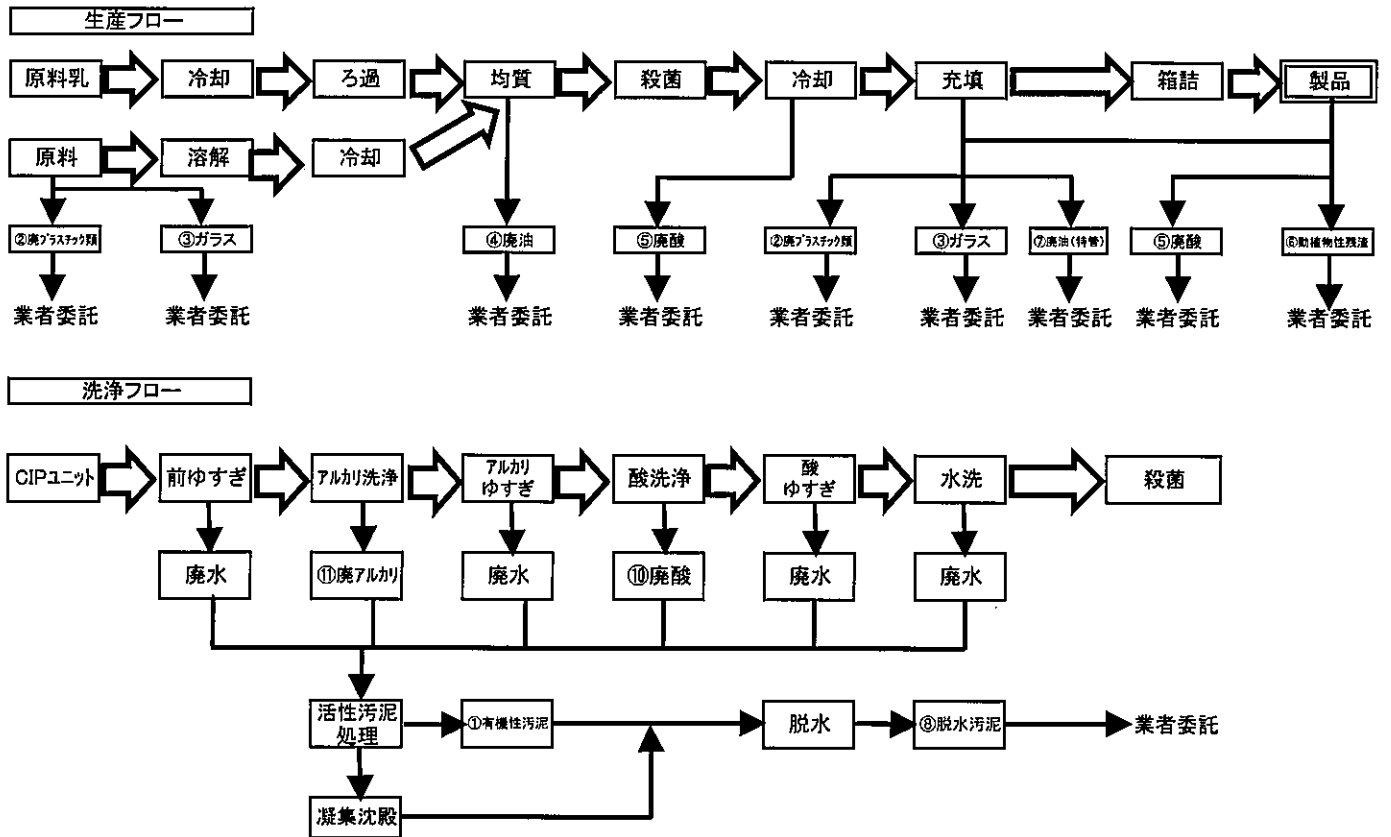 生産フロー
原料乳
冷却
ろ過
均質
殺菌
冷却
充填
箱詰
製品
原料
溶解
冷却
②廃プラスチック類
③ガラス
④廃油
⑤廃酸
②廃プラスチック類
③ガラス
⑦廃油(特管)
⑤廃酸
⑥動植物性残渣
業者委託
業者委託
業者委託
業者委託
業者委託
業者委託
業者委託
業者委託
業者委託
洗浄フロー
CIPユニット
前ゆすぎ
アルカリ洗浄
アルカリ
ゆすぎ
酸洗浄
酸
ゆすぎ
水洗
殺菌
廃水
⑪廃アルカリ
廃水
⑩廃酸
廃水
廃水
活性汚泥
処理
①有機性汚泥
脱水
⑧脱水汚泥
業者委託
凝集沈殿